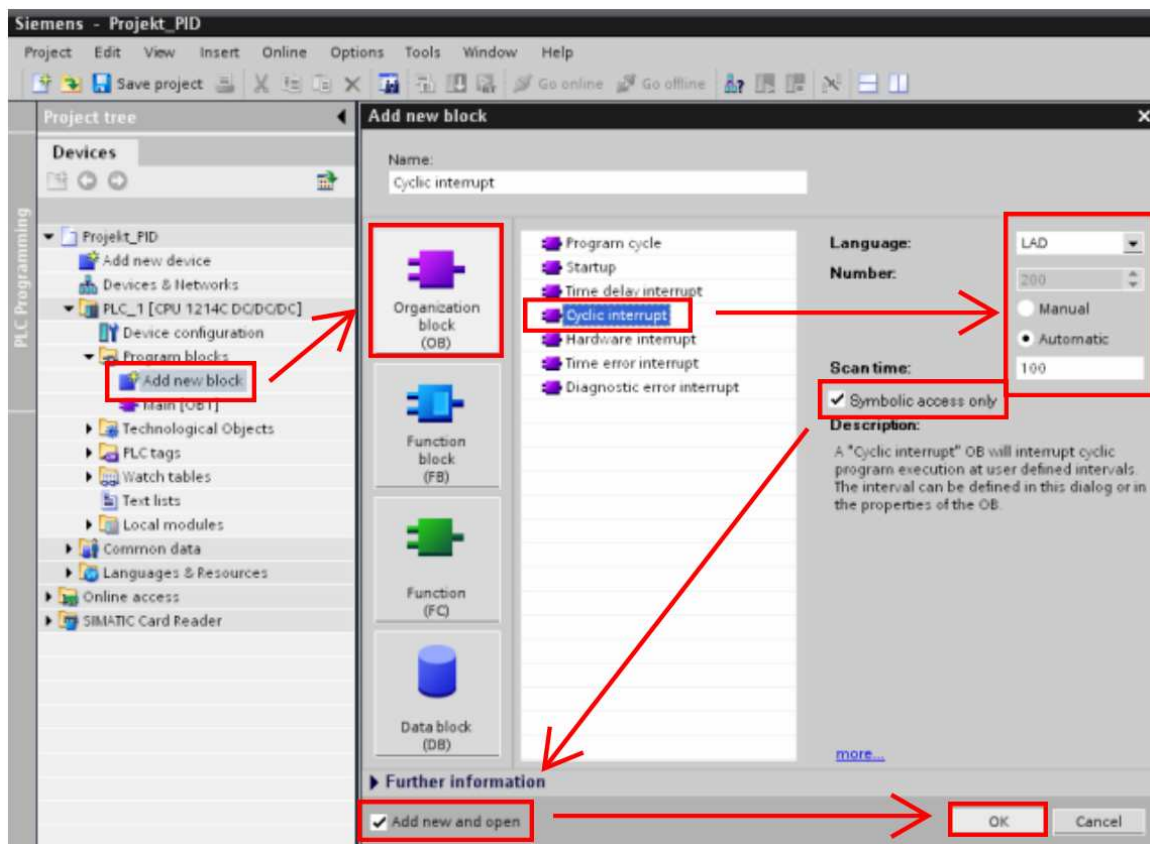 Siemens - Projekt_PID
Project Edit View Insert Online Options Tools Window Help
Save project Go online Go offline
Project tree
Devices
PLC Programming
Projekt_PID
Add new device
Devices & Networks
PLC_1 [CPU 1214C DC/DC/DC]
Device configuration
Program blocks
Add new block
Main [OB1]
Technological Objects
PLC tags
Watch tables
Text lists
Local modules
Common data
Languages & Resources
Online access
SIMATIC Card Reader
Add new block
Name:
Cyclic interrupt
Organization
block
(OB)
Function
block
(FB)
Function
(FC)
Data block
(DB)
Program cycle
Startup
Time delay interrupt
Cyclic interrupt
Hardware interrupt
Time error interrupt
Diagnostic error interrupt
Language: LAD
Number: 200
Manual
Automatic
Scan time: 100
Symbolic access only
Description:
A "Cyclic interrupt" OB will interrupt cyclic
program execution at user defined intervals.
The interval can be defined in this dialog or in
the properties of the OB.
more...
Further information
Add new and open
OK Cancel